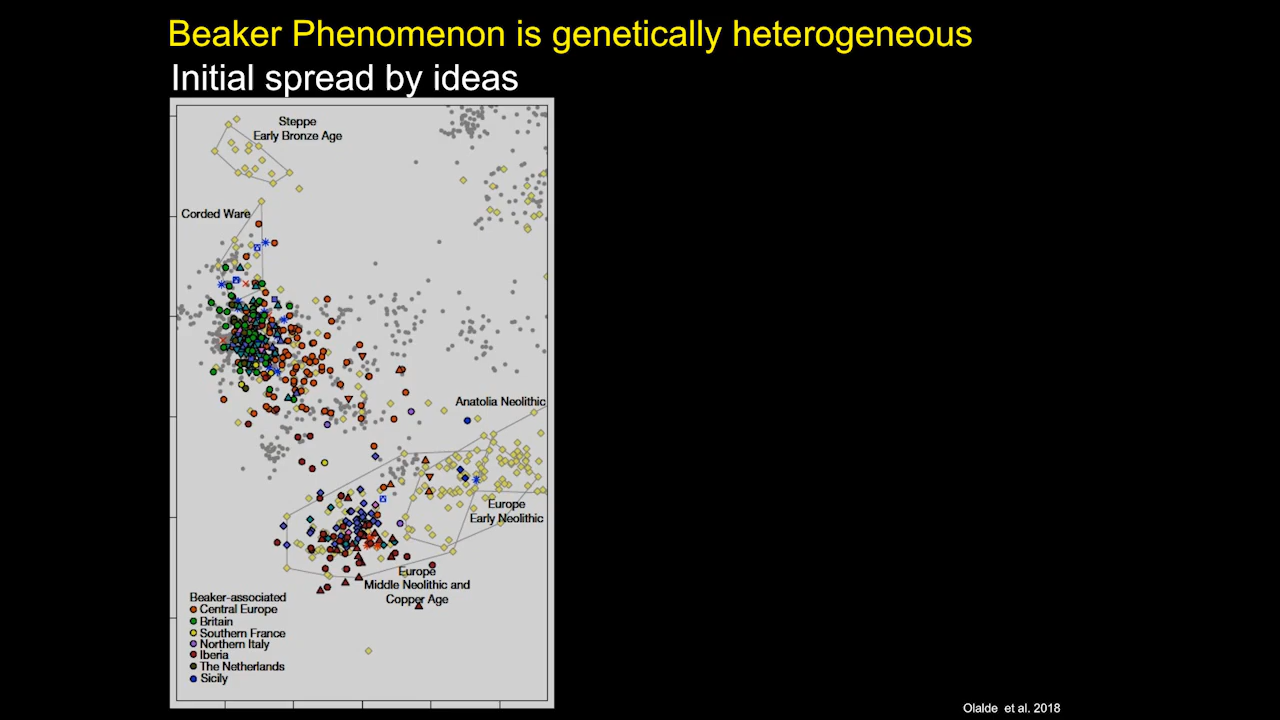 Beaker Phenomenon is genetically heterogeneous
Initial spread by ideas
Steppe
Early Bronze Age
Corded Ware
Anatolia Neolithic
Europe
Early Neolithic
Europe
Middle Neolithic and
Copper Age
Beaker-associated
Central Europe
Britain
Southern France
Northern Italy
Iberia
The Netherlands
Sicily
Olalde et al. 2018